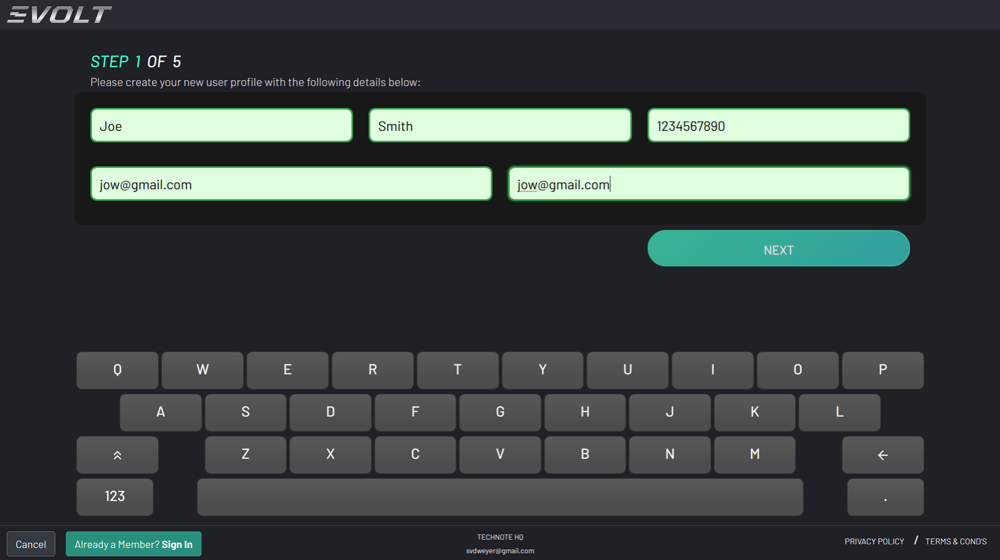 EVOLT
STEP 1 OF 5
Please create your new user profile with the following details below:
Joe
Smith
1234567890
jow@gmail.com
jow@gmail.com
NEXT
Q W E R T Y U I O P
A S D F G H J K L
Z X C V B N M
123
.
Cancel
Already a Member? Sign In
TECHNOTE HQ
svdweyer@gmail.com
PRIVACY POLICY / TERMS & COND'S